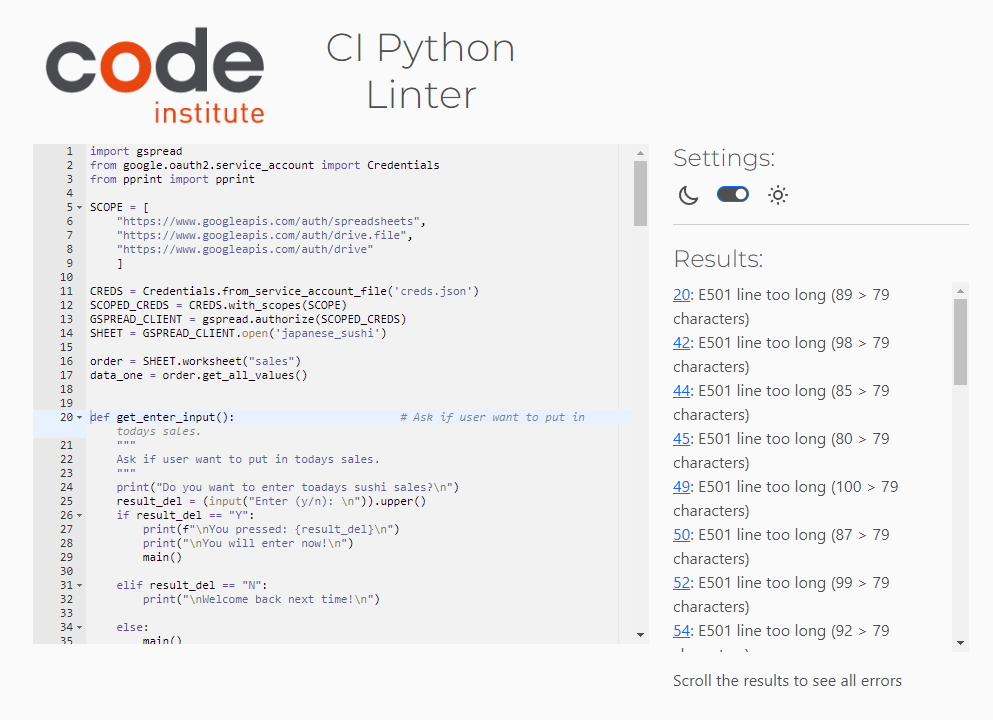 code
institute
CI Python
Linter
1 import gspread
2 from google.oauth2.service_account import Credentials
3 from pprint import pprint
4
5 SCOPE = [
6     "https://www.googleapis.com/auth/spreadsheets",
7     "https://www.googleapis.com/auth/drive.file",
8     "https://www.googleapis.com/auth/drive"
9     ]
10
11 CREDS = Credentials.from_service_account_file('creds.json')
12 SCOPED_CREDS = CREDS.with_scopes(SCOPE)
13 GSPREAD_CLIENT = gspread.authorize(SCOPED_CREDS)
14 SHEET = GSPREAD_CLIENT.open('japanese_sushi')
15
16 order = SHEET.worksheet("sales")
17 data_one = order.get_all_values()
18
19
20 def get_enter_input():                         # Ask if user want to put in
    todays sales.
21     """
22     Ask if user want to put in todays sales.
23     """
24     print("Do you want to enter toadays sushi sales?\n")
25     result_del = (input("Enter (y/n): \n")).upper()
26     if result_del == "Y":
27         print(f"\nYou pressed: {result_del}\n")
28         print("\nYou will enter now!\n")
29         main()
30
31     elif result_del == "N":
32         print("\nWelcome back next time!\n")
33
34     else:
35         main()
Settings:
Results:
20: E501 line too long (89 > 79
characters)
42: E501 line too long (98 > 79
characters)
44: E501 line too long (85 > 79
characters)
45: E501 line too long (80 > 79
characters)
49: E501 line too long (100 > 79
characters)
50: E501 line too long (87 > 79
characters)
52: E501 line too long (99 > 79
characters)
54: E501 line too long (92 > 79
Scroll the results to see all errors